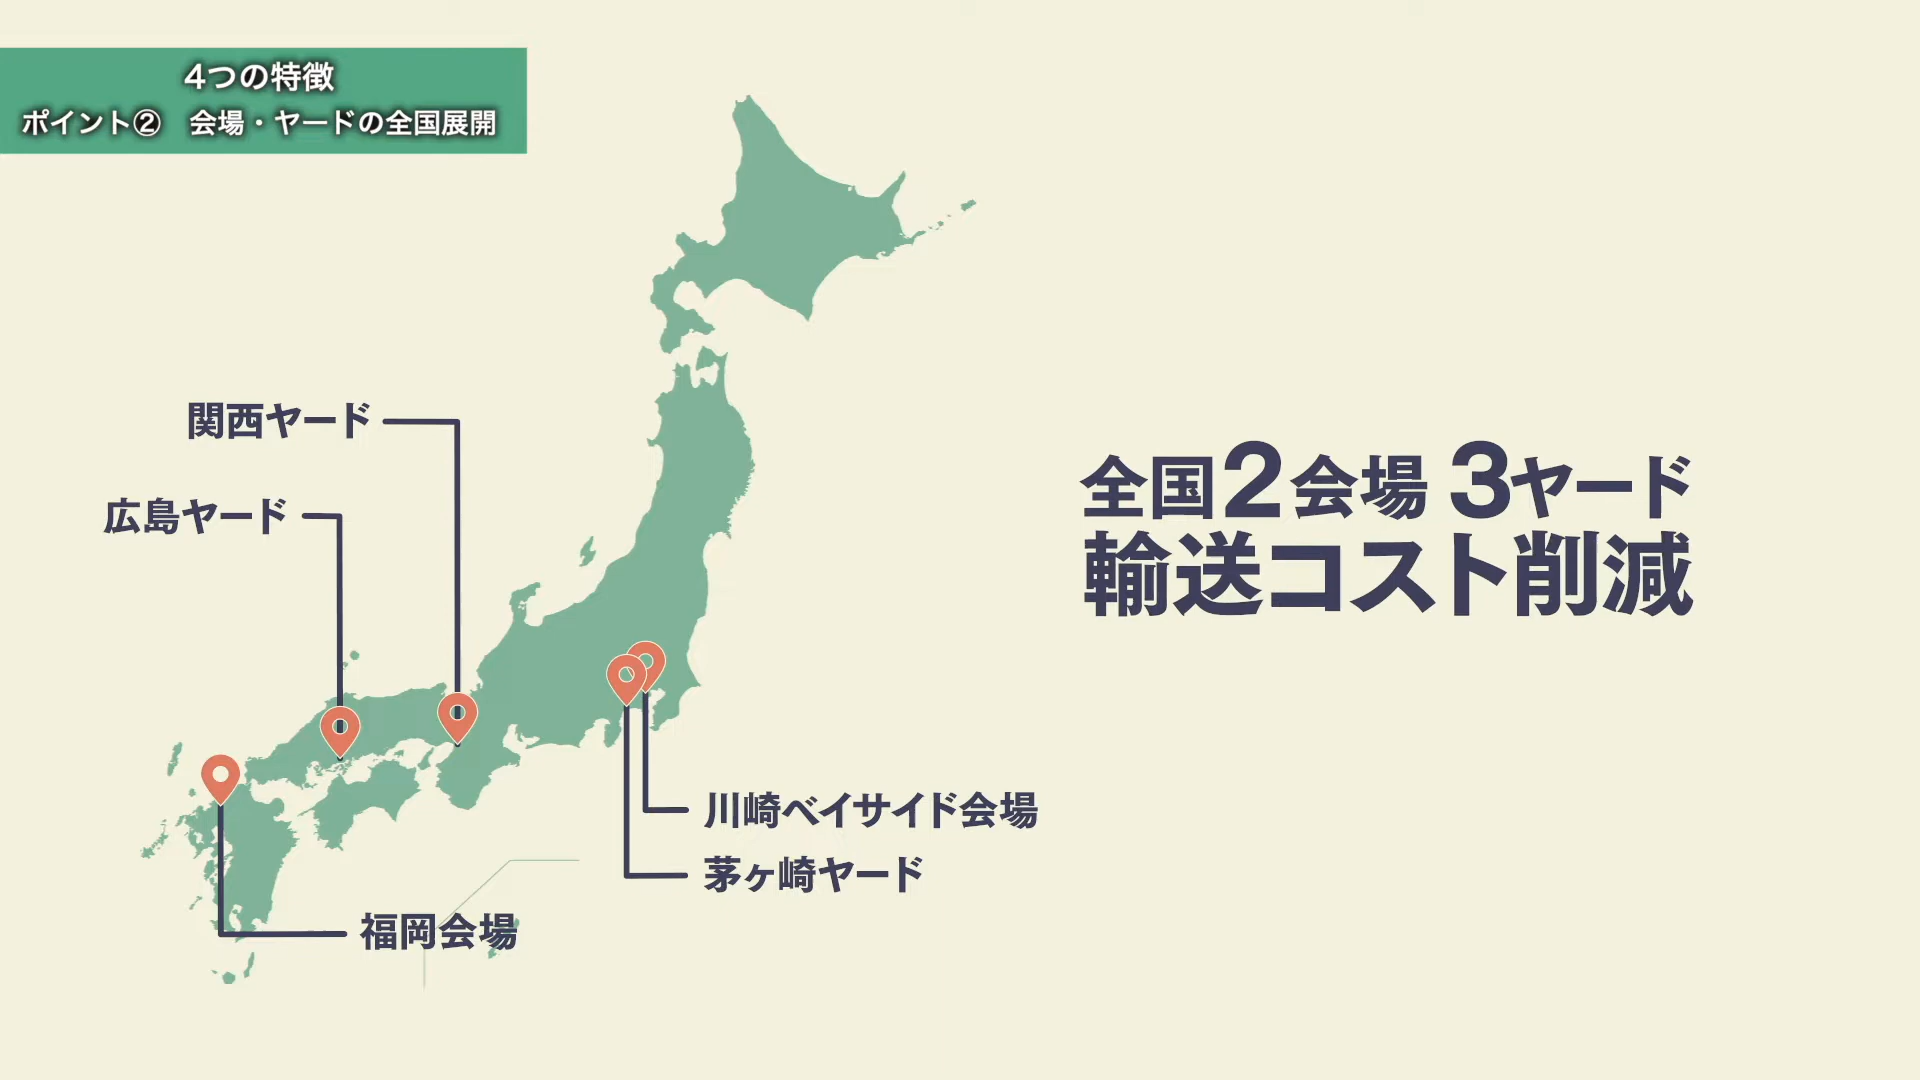 4つの特徴
ポイント② 会場・ヤードの全国展開
関西ヤード
広島ヤード
全国2会場 3ヤード
輸送コスト削減
川崎ベイサイド会場
茅ヶ崎ヤード
福岡会場